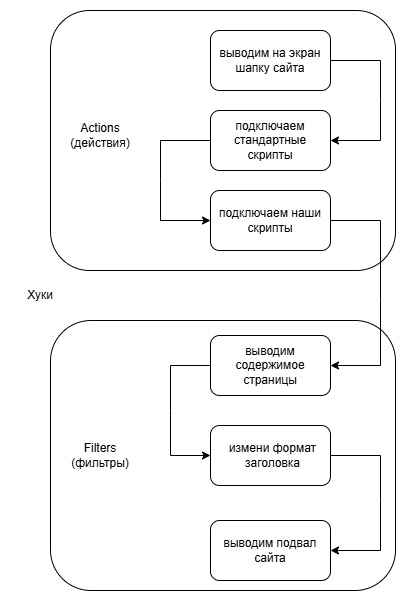 выводим на экран
шапку сайта
Actions
(действия)
подключаем
стандартные
скрипты
подключаем наши
скрипты
Хуки
выводим
содержимое
страницы
Filters
(фильтры)
измени формат
заголовка
выводим подвал
сайта